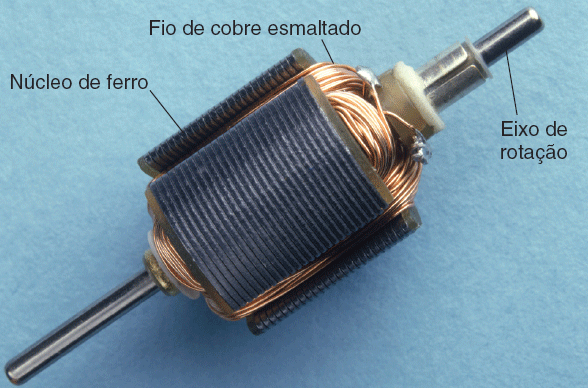 Fio de cobre esmaltado
Núcleo de ferro
Eixo de
rotação